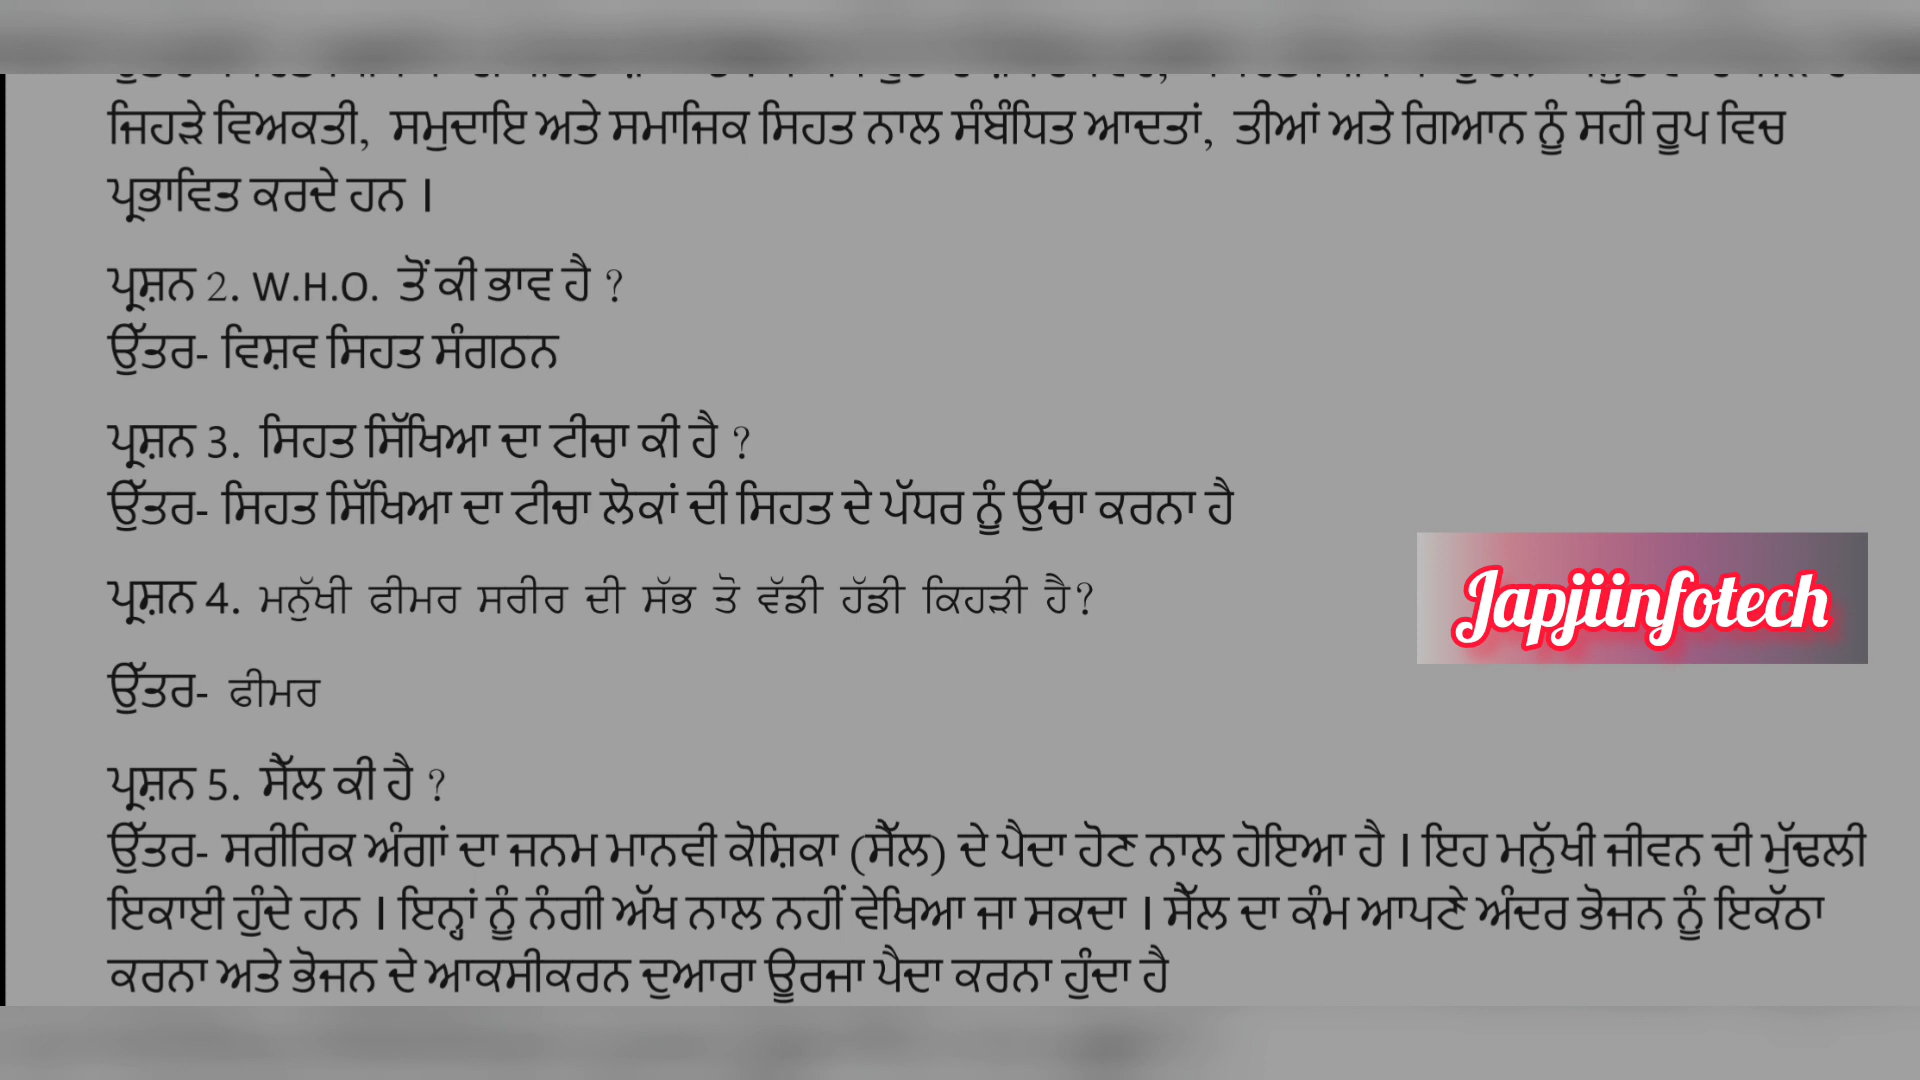 ਜਿਹੜੇ ਵਿਅਕਤੀ, ਸਮੁਦਾਇ ਅਤੇ ਸਮਾਜਿਕ ਸਿਹਤ ਨਾਲ ਸੰਬੰਧਿਤ ਆਦਤਾਂ, ਤੀਆਂ ਅਤੇ ਗਿਆਨ ਨੂੰ ਸਹੀ ਰੂਪ ਵਿਚ
ਪ੍ਰਭਾਵਿਤ ਕਰਦੇ ਹਨ ।
ਪ੍ਰਸ਼ਨ 2. W.H.O. ਤੋਂ ਕੀ ਭਾਵ ਹੈ ?
ਉੱਤਰ- ਵਿਸ਼ਵ ਸਿਹਤ ਸੰਗਠਨ
ਪ੍ਰਸ਼ਨ 3. ਸਿਹਤ ਸਿੱਖਿਆ ਦਾ ਟੀਚਾ ਕੀ ਹੈ ?
ਉੱਤਰ- ਸਿਹਤ ਸਿੱਖਿਆ ਦਾ ਟੀਚਾ ਲੋਕਾਂ ਦੀ ਸਿਹਤ ਦੇ ਪੱਧਰ ਨੂੰ ਉੱਚਾ ਕਰਨਾ ਹੈ
ਪ੍ਰਸ਼ਨ 4. ਮਨੁੱਖੀ ਫੀਮਰ ਸਰੀਰ ਦੀ ਸੱਭ ਤੋ ਵੱਡੀ ਹੱਡੀ ਕਿਹੜੀ ਹੈ?
Japjiinfotech
ਉੱਤਰ- ਫੀਮਰ
ਪ੍ਰਸ਼ਨ 5. ਸੈੱਲ ਕੀ ਹੈ ?
ਉੱਤਰ- ਸਰੀਰਿਕ ਅੰਗਾਂ ਦਾ ਜਨਮ ਮਾਨਵੀ ਕੋਸ਼ਿਕਾ (ਸੈੱਲ) ਦੇ ਪੈਦਾ ਹੋਣ ਨਾਲ ਹੋਇਆ ਹੈ । ਇਹ ਮਨੁੱਖੀ ਜੀਵਨ ਦੀ ਮੁੱਢਲੀ
ਇਕਾਈ ਹੁੰਦੇ ਹਨ । ਇਨ੍ਹਾਂ ਨੂੰ ਨੰਗੀ ਅੱਖ ਨਾਲ ਨਹੀਂ ਵੇਖਿਆ ਜਾ ਸਕਦਾ । ਸੈੱਲ ਦਾ ਕੰਮ ਆਪਣੇ ਅੰਦਰ ਭੋਜਨ ਨੂੰ ਇਕੱਠਾ
ਕਰਨਾ ਅਤੇ ਭੋਜਨ ਦੇ ਆਕਸੀਕਰਨ ਦੁਆਰਾ ਊਰਜਾ ਪੈਦਾ ਕਰਨਾ ਹੁੰਦਾ ਹੈ